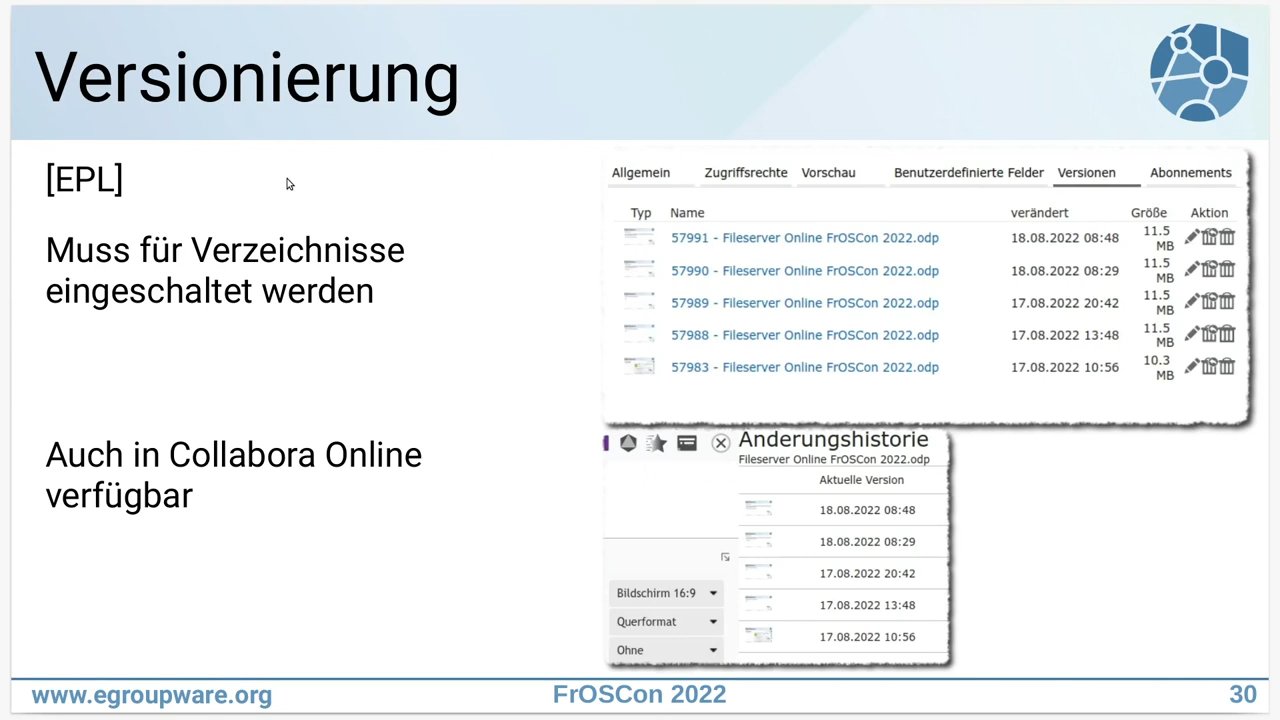 Versionierung
[EPL]
Muss für Verzeichnisse
eingeschaltet werden
Auch in Collabora Online
verfügbar
Allgemein Zugriffsrechte Vorschau Benutzerdefinierte Felder Versionen Abonnements
Typ Name verändert Größe Aktion
57991 - Fileserver Online FrOSCon 2022.odp 18.08.2022 08:48 11.5 MB
57990 - Fileserver Online FrOSCon 2022.odp 18.08.2022 08:29 11.5 MB
57989 - Fileserver Online FrOSCon 2022.odp 17.08.2022 20:42 11.5 MB
57988 - Fileserver Online FrOSCon 2022.odp 17.08.2022 13:48 11.5 MB
57983 - Fileserver Online FrOSCon 2022.odp 17.08.2022 10:56 10.3 MB
Änderungshistorie
Fileserver Online FrOSCon 2022.odp
Aktuelle Version
18.08.2022 08:48
18.08.2022 08:29
17.08.2022 20:42
17.08.2022 13:48
17.08.2022 10:56
Bildschirm 16:9
Querformat
Ohne
www.egroupware.org FrOSCon 2022 30